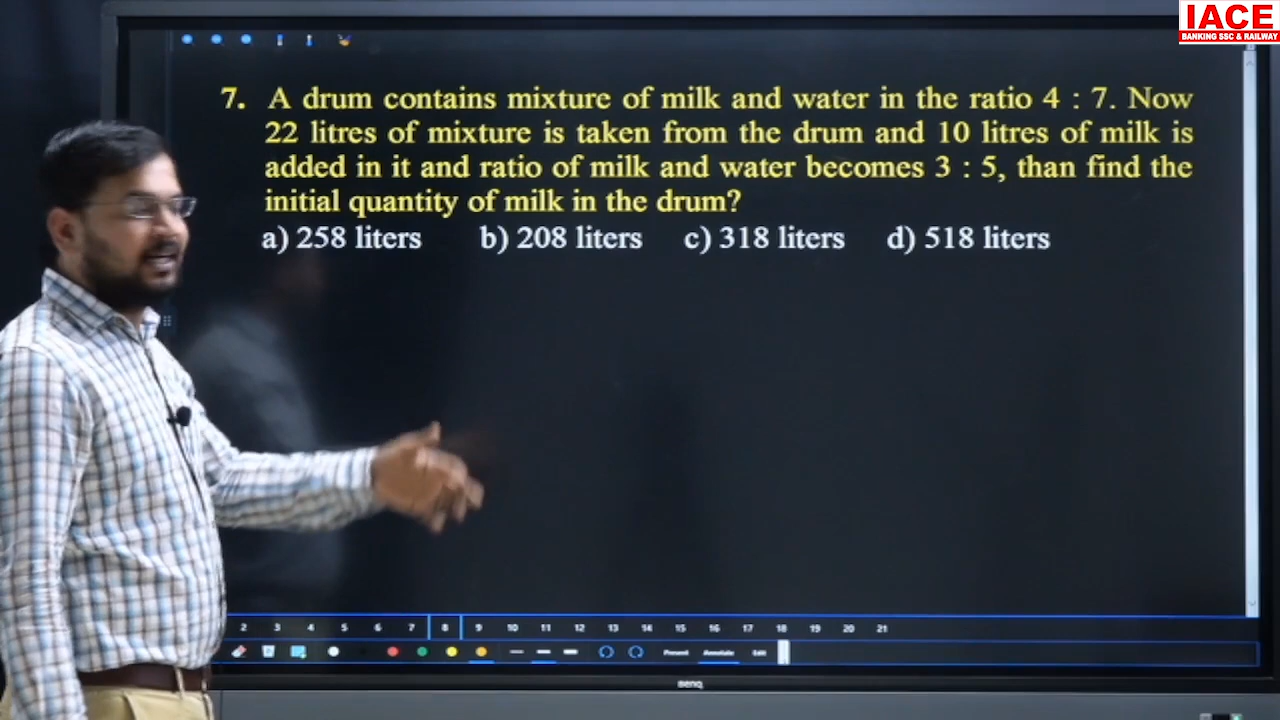 IACE
BANKING SSC & RAILWAY
7. A drum contains mixture of milk and water in the ratio 4 : 7. Now
22 litres of mixture is taken from the drum and 10 litres of milk is
added in it and ratio of milk and water becomes 3 : 5, than find the
initial quantity of milk in the drum?
a) 258 liters b) 208 liters c) 318 liters d) 518 liters
2 3 4 5 6 7 8 9 10 11 12 13 14 15 16 17 18 19 20 21
Present Annotate Edit
BenQ